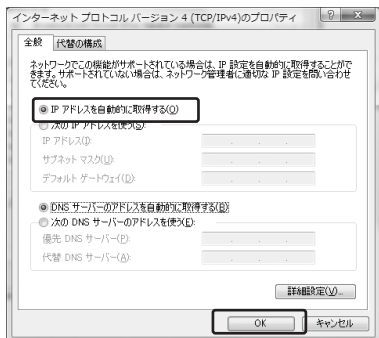 インターネット プロトコル バージョン 4 (TCP/IPv4)のプロパティ
全般 代替の構成
ネットワークでこの機能がサポートされている場合は、IP 設定を自動的に取得することがで
きます。サポートされていない場合は、ネットワーク管理者に適切な IP 設定を問い合わせ
てください。
IP アドレスを自動的に取得する(O)
次の IP アドレスを使う(S):
IP アドレス(I):
サブネット マスク(U):
デフォルト ゲートウェイ(D):
DNS サーバーのアドレスを自動的に取得する(B):
次の DNS サーバーのアドレスを使う(E):
優先 DNS サーバー(P):
代替 DNS サーバー(A):
詳細設定(V)...
OK キャンセル